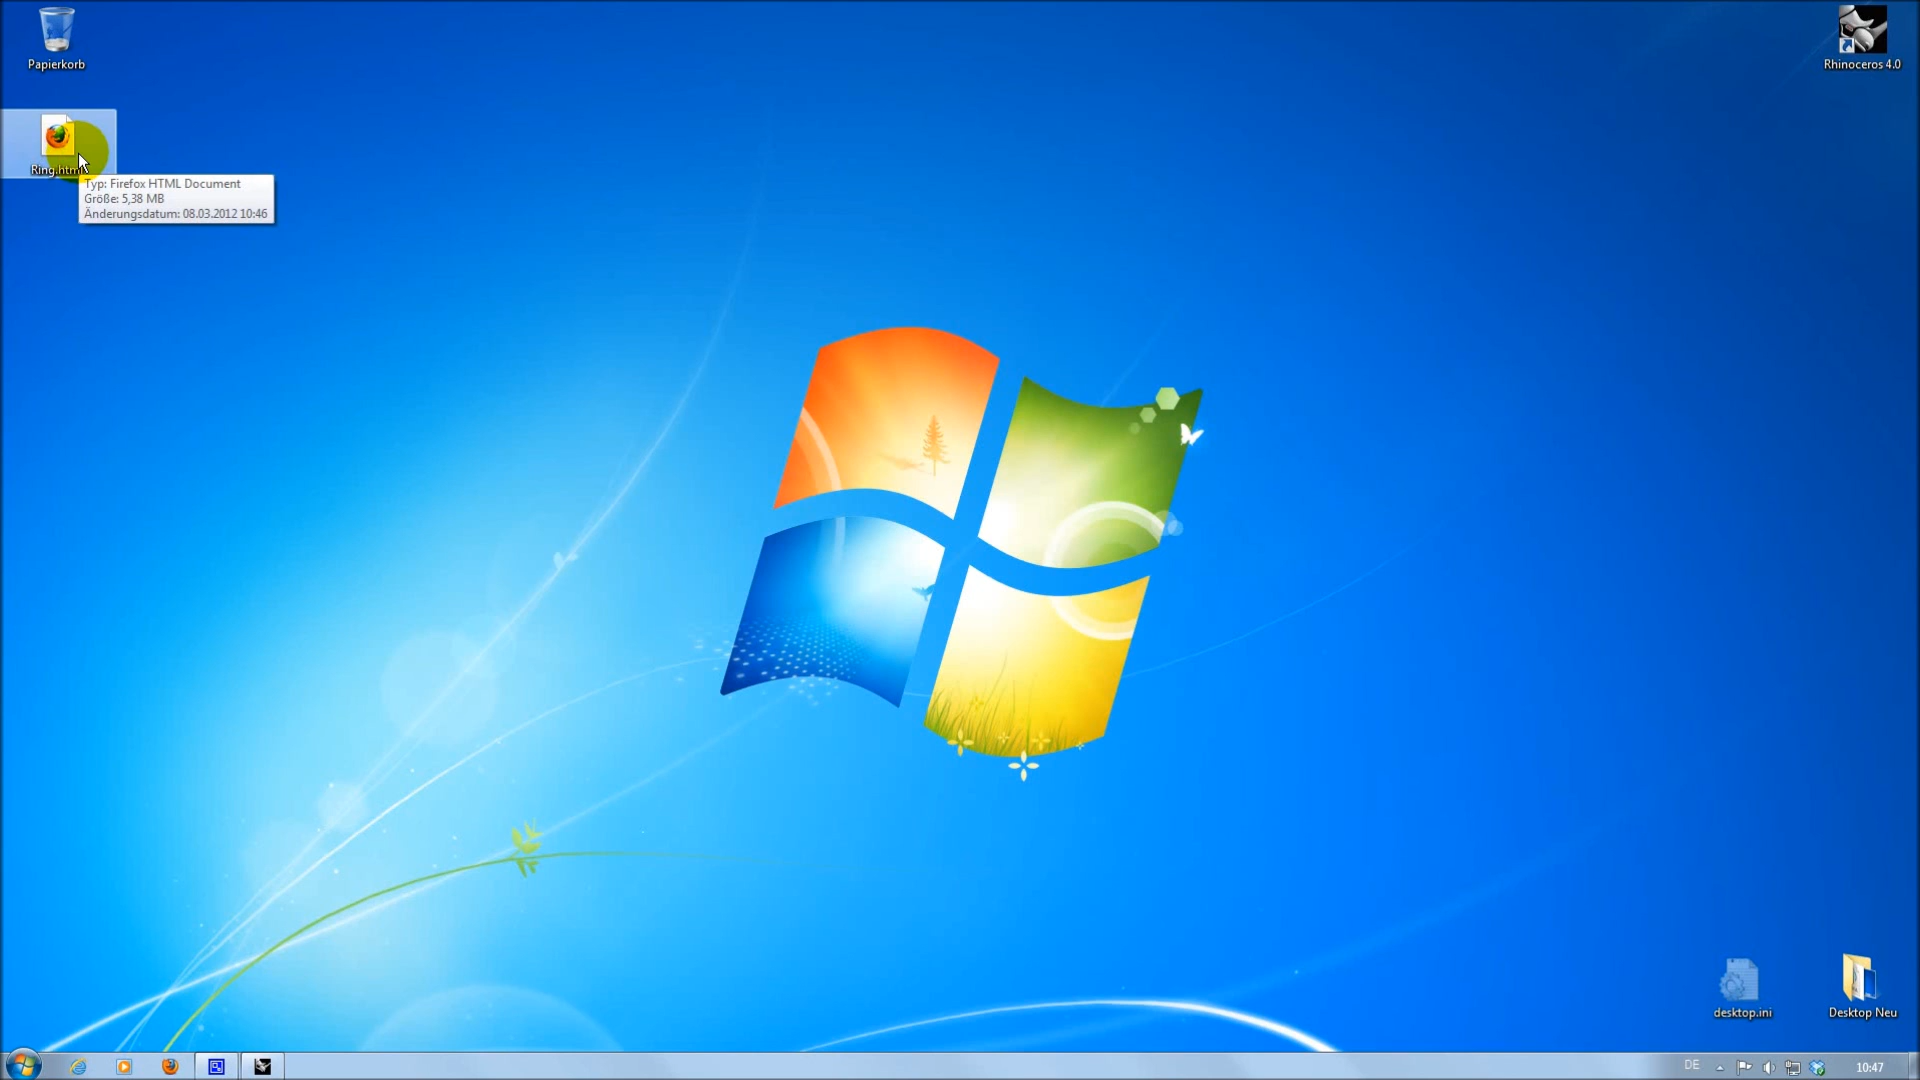 Papierkorb
Rhinoceros 4.0
Ring.html
Typ: Firefox HTML Document
Größe: 5,38 MB
Änderungsdatum: 08.03.2012 10:46
desktop.ini
Desktop Neu
DE
10:47